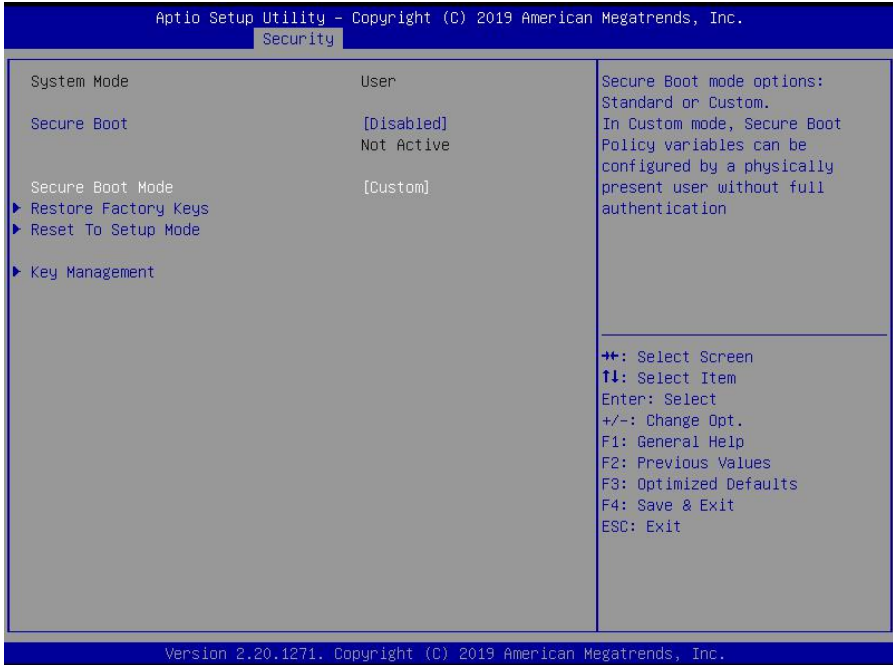 Aptio Setup Utility – Copyright (C) 2019 American Megatrends, Inc.
Security
System Mode User
Secure Boot [Disabled]
Not Active
Secure Boot Mode [Custom]
Restore Factory Keys
Reset To Setup Mode
Key Management
Secure Boot mode options:
Standard or Custom.
In Custom mode, Secure Boot
Policy variables can be
configured by a physically
present user without full
authentication
→←: Select Screen
↑↓: Select Item
Enter: Select
+/-: Change Opt.
F1: General Help
F2: Previous Values
F3: Optimized Defaults
F4: Save & Exit
ESC: Exit
Version 2.20.1271. Copyright (C) 2019 American Megatrends, Inc.